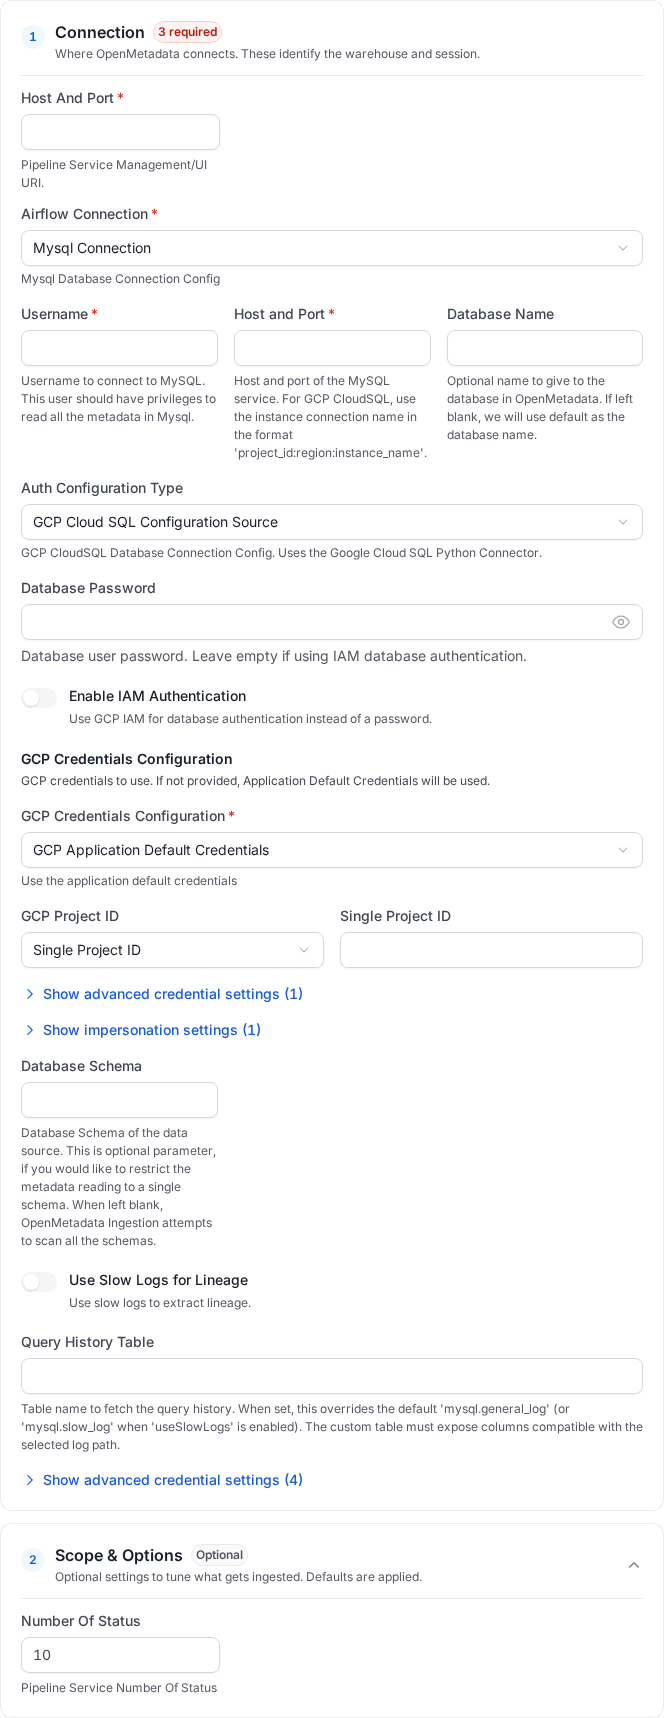 1
Connection
3 required
Where OpenMetadata connects. These identify the warehouse and session.
Host And Port *
Pipeline Service Management/UI
URI.
Airflow Connection *
Mysql Connection
Mysql Database Connection Config
Username *
Username to connect to MySQL.
This user should have privileges to
read all the metadata in Mysql.
Host and Port *
Host and port of the MySQL
service. For GCP CloudSQL, use
the instance connection name in
the format
'project_id:region:instance_name'.
Database Name
Optional name to give to the
database in OpenMetadata. If left
blank, we will use default as the
database name.
Auth Configuration Type
GCP Cloud SQL Configuration Source
GCP CloudSQL Database Connection Config. Uses the Google Cloud SQL Python Connector.
Database Password
Database user password. Leave empty if using IAM database authentication.
Enable IAM Authentication
Use GCP IAM for database authentication instead of a password.
GCP Credentials Configuration
GCP credentials to use. If not provided, Application Default Credentials will be used.
GCP Credentials Configuration *
GCP Application Default Credentials
Use the application default credentials
GCP Project ID
Single Project ID
Single Project ID
Show advanced credential settings (1)
Show impersonation settings (1)
Database Schema
Database Schema of the data
source. This is optional parameter,
if you would like to restrict the
metadata reading to a single
schema. When left blank,
OpenMetadata Ingestion attempts
to scan all the schemas.
Use Slow Logs for Lineage
Use slow logs to extract lineage.
Query History Table
Table name to fetch the query history. When set, this overrides the default 'mysql.general_log' (or
'mysql.slow_log' when 'useSlowLogs' is enabled). The custom table must expose columns compatible with the
selected log path.
Show advanced credential settings (4)
2
Scope & Options
Optional
Optional settings to tune what gets ingested. Defaults are applied.
Number Of Status
10
Pipeline Service Number Of Status